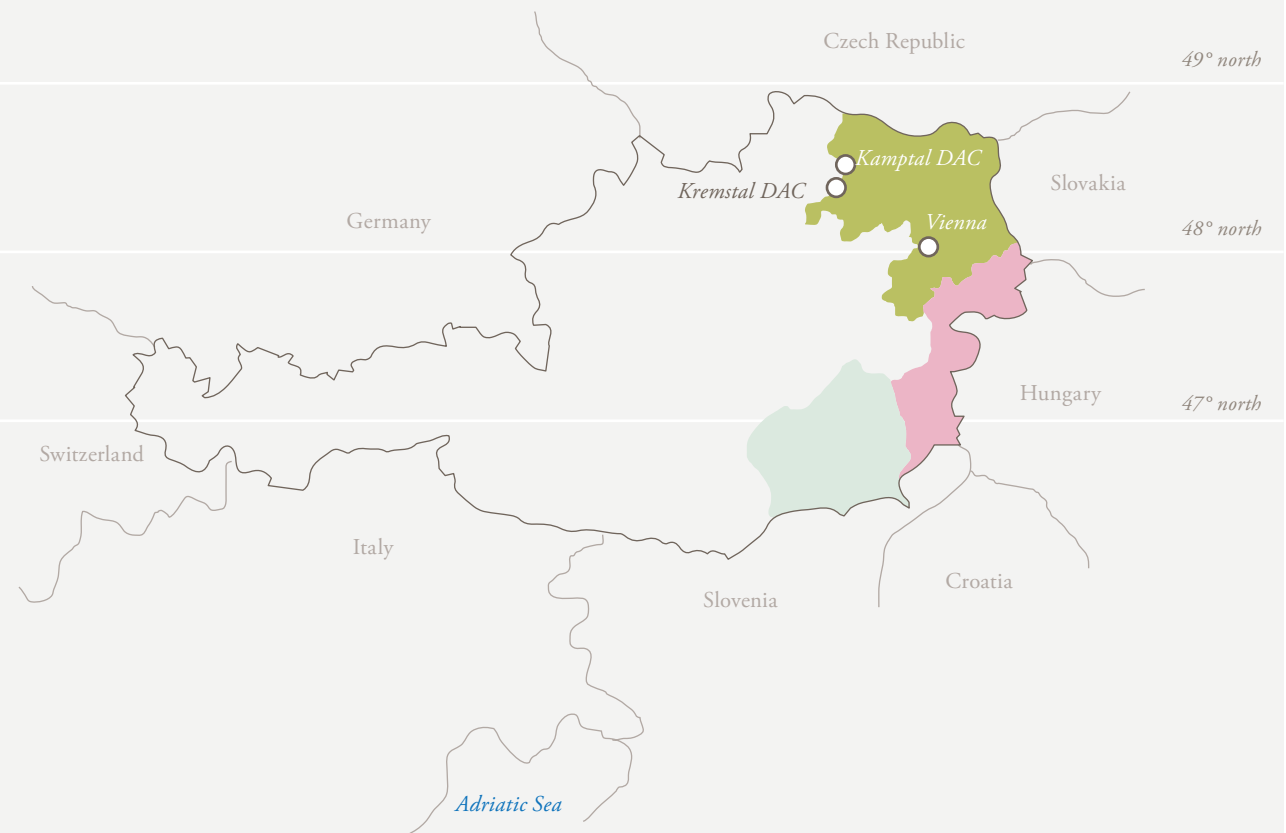 Czech Republic
49° north
Kamptal DAC
Slovakia
Kremstal DAC
Germany
Vienna
48° north
Hungary
47° north
Switzerland
Italy
Croatia
Slovenia
Adriatic Sea